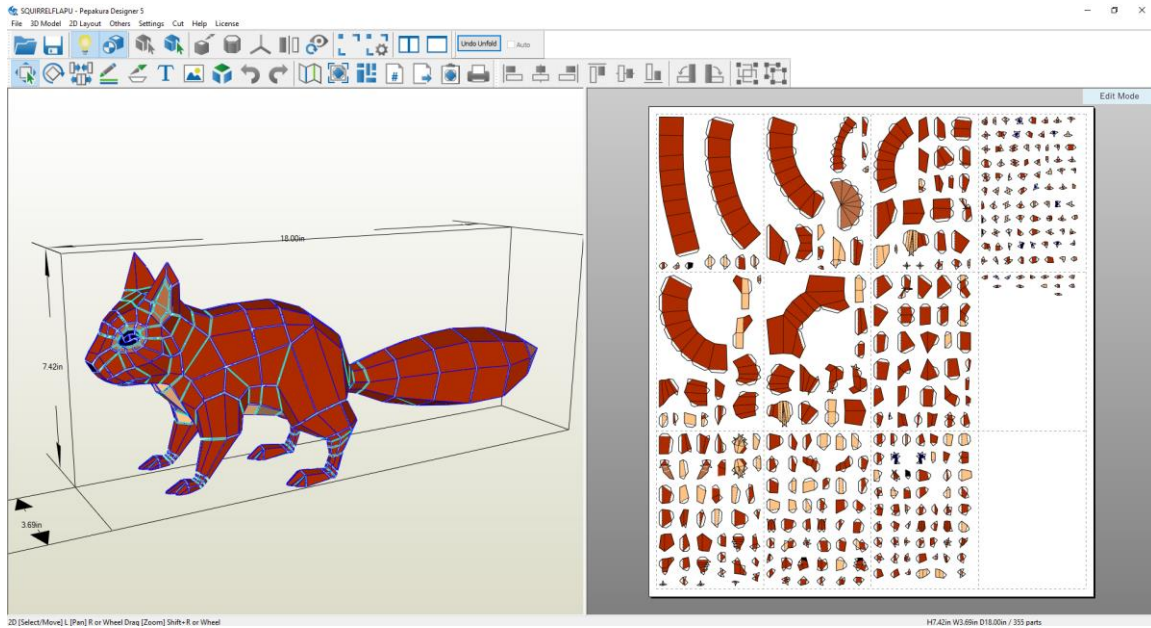 SQUIRRELFLAPU - Pepakura Designer 5
File 3D Model 2D Layout Others Settings Cut Help License
Undo Unfold Auto
Edit Mode
18.00in
7.42in
3.69in
2D [Select/Move] L [Pan] R or Wheel Drag [Zoom] Shift+R or Wheel H7.42in W3.69in D18.00in / 355 parts